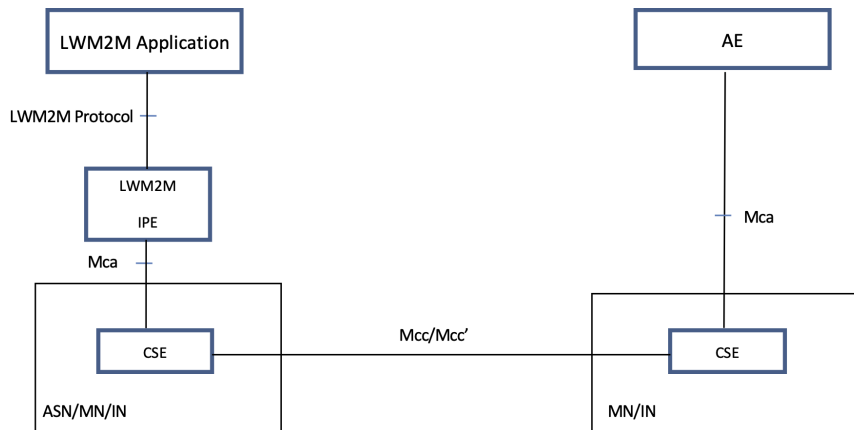 LWM2M Application
AE
LWM2M Protocol
LWM2M
IPE
Mca
Mca
Mcc/Mcc’
CSE
CSE
ASN/MN/IN
MN/IN